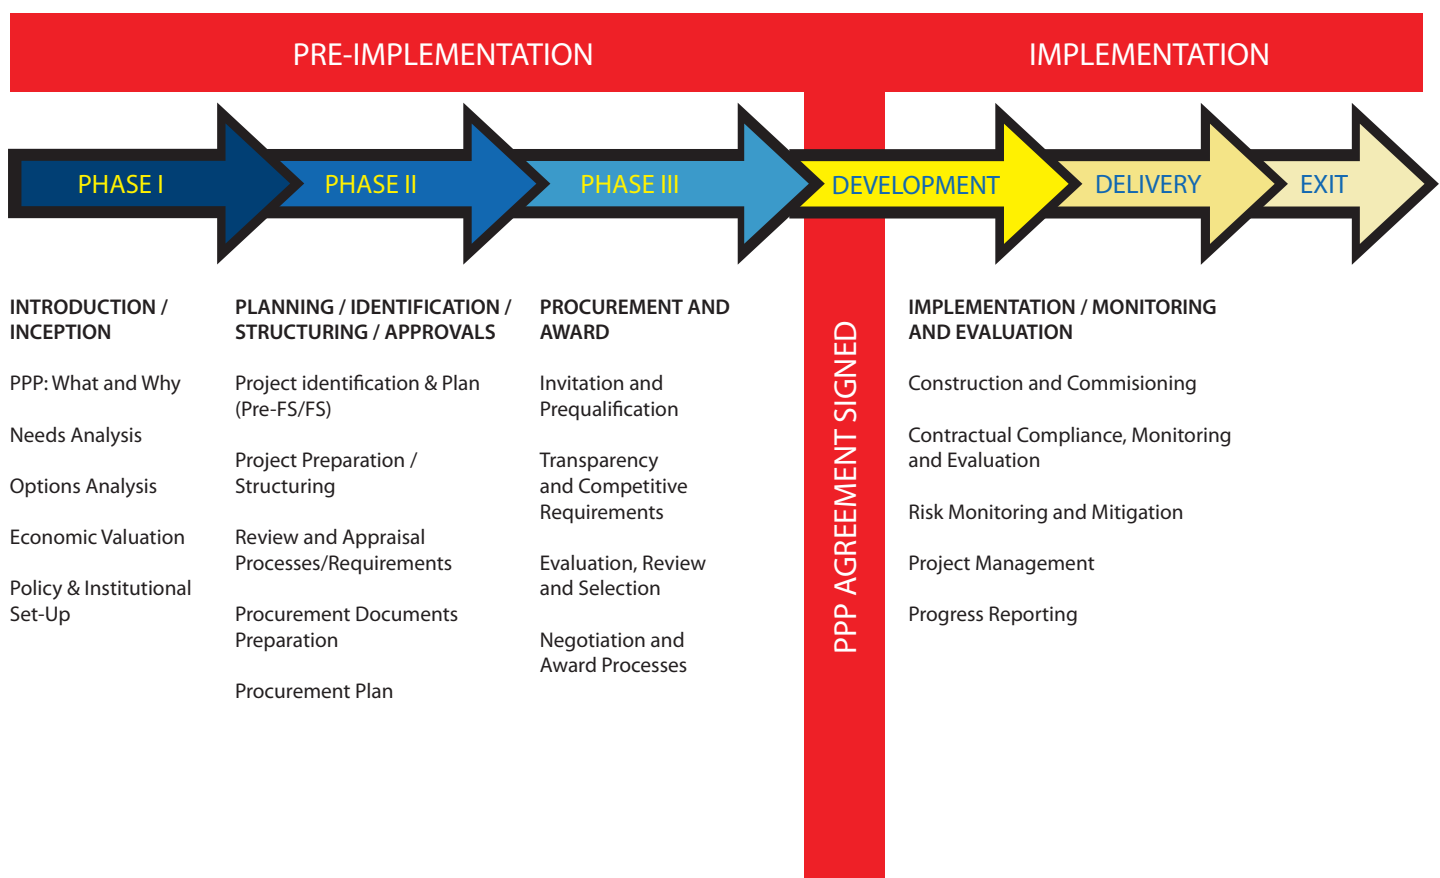 PRE-IMPLEMENTATION
IMPLEMENTATION
PHASE I
PHASE II
PHASE III
DEVELOPMENT
DELIVERY
EXIT
INTRODUCTION /
INCEPTION
PPP: What and Why
Needs Analysis
Options Analysis
Economic Valuation
Policy & Institutional
Set-Up
PLANNING / IDENTIFICATION /
STRUCTURING / APPROVALS
Project identification & Plan
(Pre-FS/FS)
Project Preparation /
Structuring
Review and Appraisal
Processes/Requirements
Procurement Documents
Preparation
Procurement Plan
PROCUREMENT AND
AWARD
Invitation and
Prequalification
Transparency
and Competitive
Requirements
Evaluation, Review
and Selection
Negotiation and
Award Processes
PPP AGREEMENT SIGNED
IMPLEMENTATION / MONITORING
AND EVALUATION
Construction and Commisioning
Contractual Compliance, Monitoring
and Evaluation
Risk Monitoring and Mitigation
Project Management
Progress Reporting